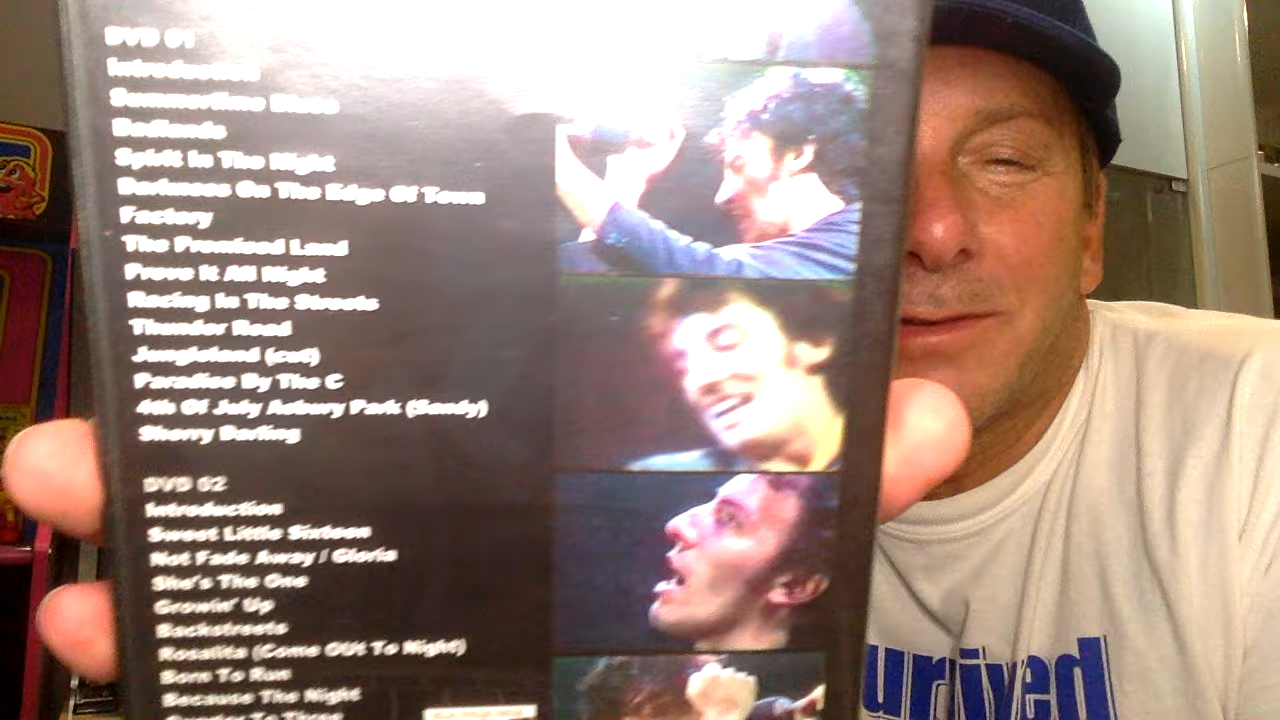 DVD 01
Introduction
Summertime Blues
Badlands
Spirit In The Night
Darkness On The Edge Of Town
Factory
The Promised Land
Prove It All Night
Racing In The Streets
Thunder Road
Jungleland (cut)
Paradise By The C
4th Of July Asbury Park (Sandy)
Sherry Darling
DVD 02
Introduction
Sweet Little Sixteen
Not Fade Away / Gloria
She's The One
Growin' Up
Backstreets
Rosalita (Come OUt To Night)
Born To Run
Because The Night
Quarter To Three